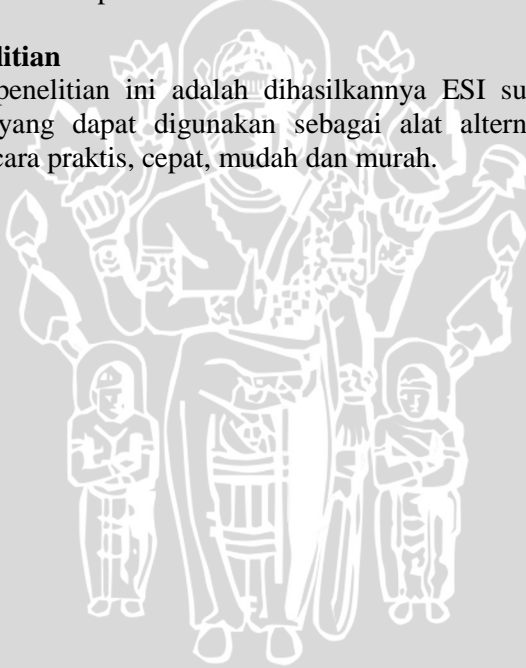 litian
penelitian ini adalah dihasilkannya ESI su
yang dapat digunakan sebagai alat altern
cara praktis, cepat, mudah dan murah.